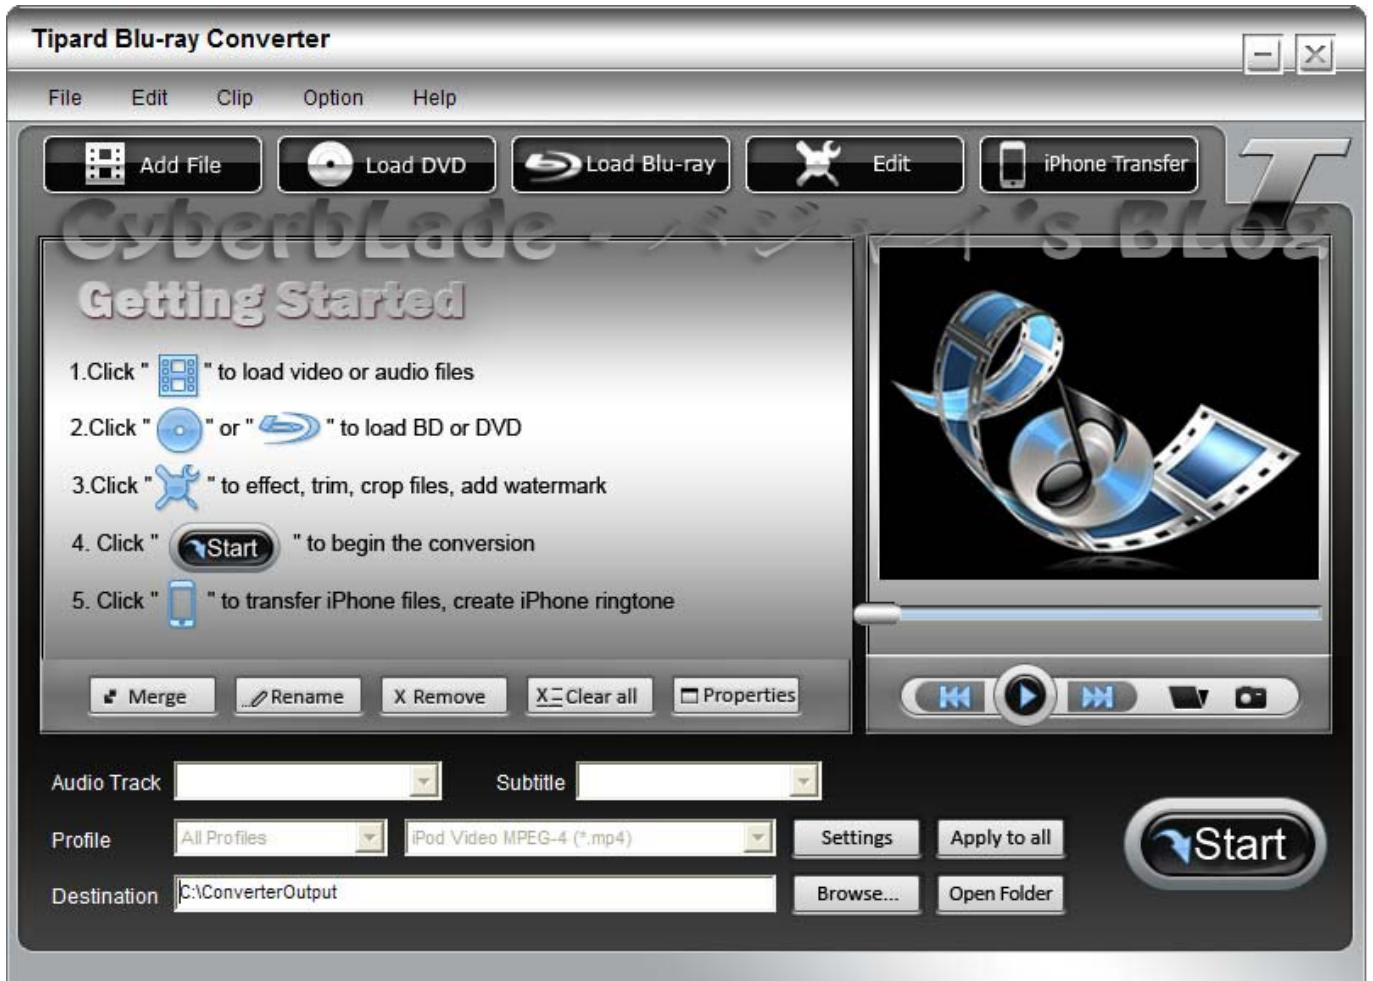 Tipard Blu-ray Converter
File Edit Clip Option Help
Add File Load DVD Load Blu-ray Edit iPhone Transfer
CyberbLade - バジャイ's BLog
Getting Started
1.Click " " to load video or audio files
2.Click " " or " " to load BD or DVD
3.Click " " to effect, trim, crop files, add watermark
4. Click " Start " to begin the conversion
5. Click " " to transfer iPhone files, create iPhone ringtone
Merge ...Rename X Remove X Clear all Properties
Audio Track Subtitle
Profile All Profiles iPod Video MPEG-4 (*.mp4) Settings Apply to all
Start
Destination C:\ConverterOutput Browse... Open Folder